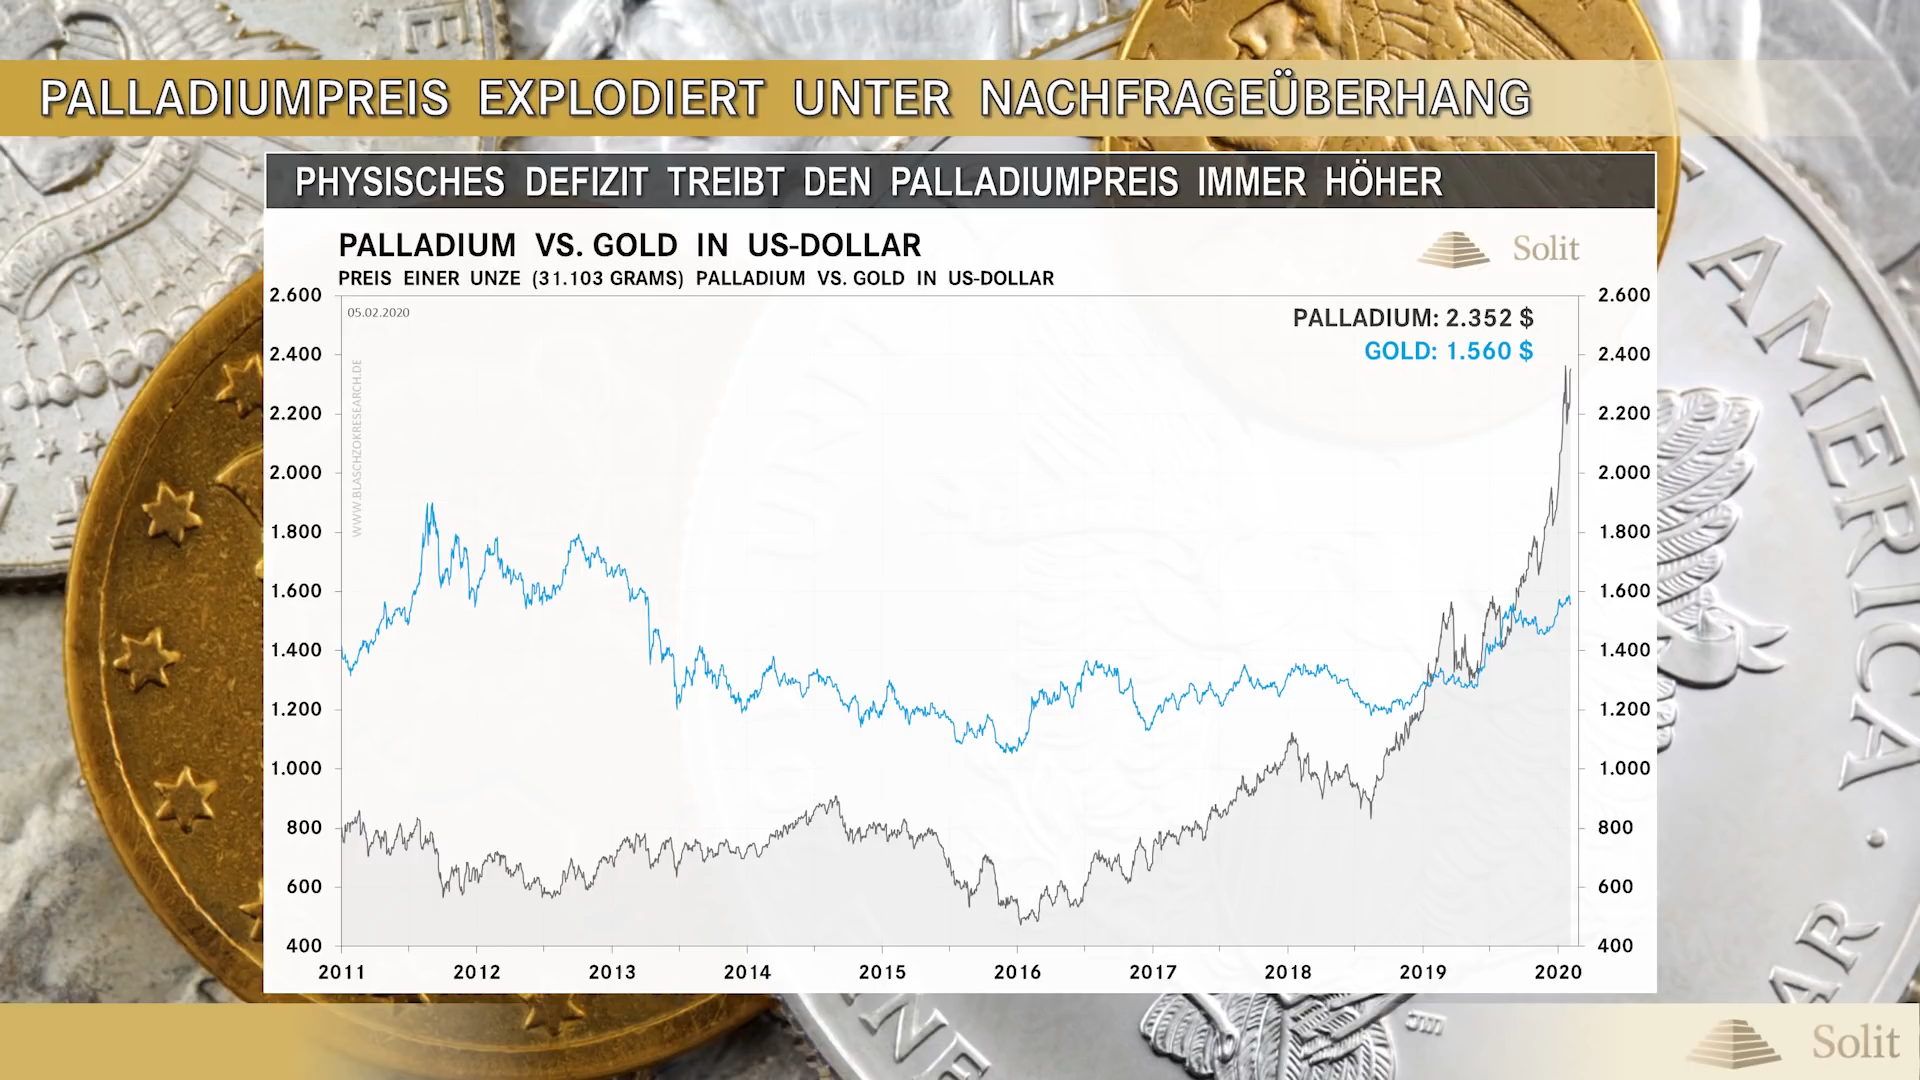 PALLADIUMPREIS EXPLODIERT UNTER NACHFRAGEÜBERHANG
PHYSISCHES DEFIZIT TREIBT DEN PALLADIUMPREIS IMMER HÖHER
PALLADIUM VS. GOLD IN US-DOLLAR
Solit
PREIS EINER UNZE (31.103 GRAMS) PALLADIUM VS. GOLD IN US-DOLLAR
05.02.2020
PALLADIUM: 2.352 $
GOLD: 1.560 $
WWW.BLASCHZOKRESEARCH.DE
2.600 2.600
2.400 2.400
2.200 2.200
2.000 2.000
1.800 1.800
1.600 1.600
1.400 1.400
1.200 1.200
1.000 1.000
800 800
600 600
400 400
2011 2012 2013 2014 2015 2016 2017 2018 2019 2020
AMERICA
Solit